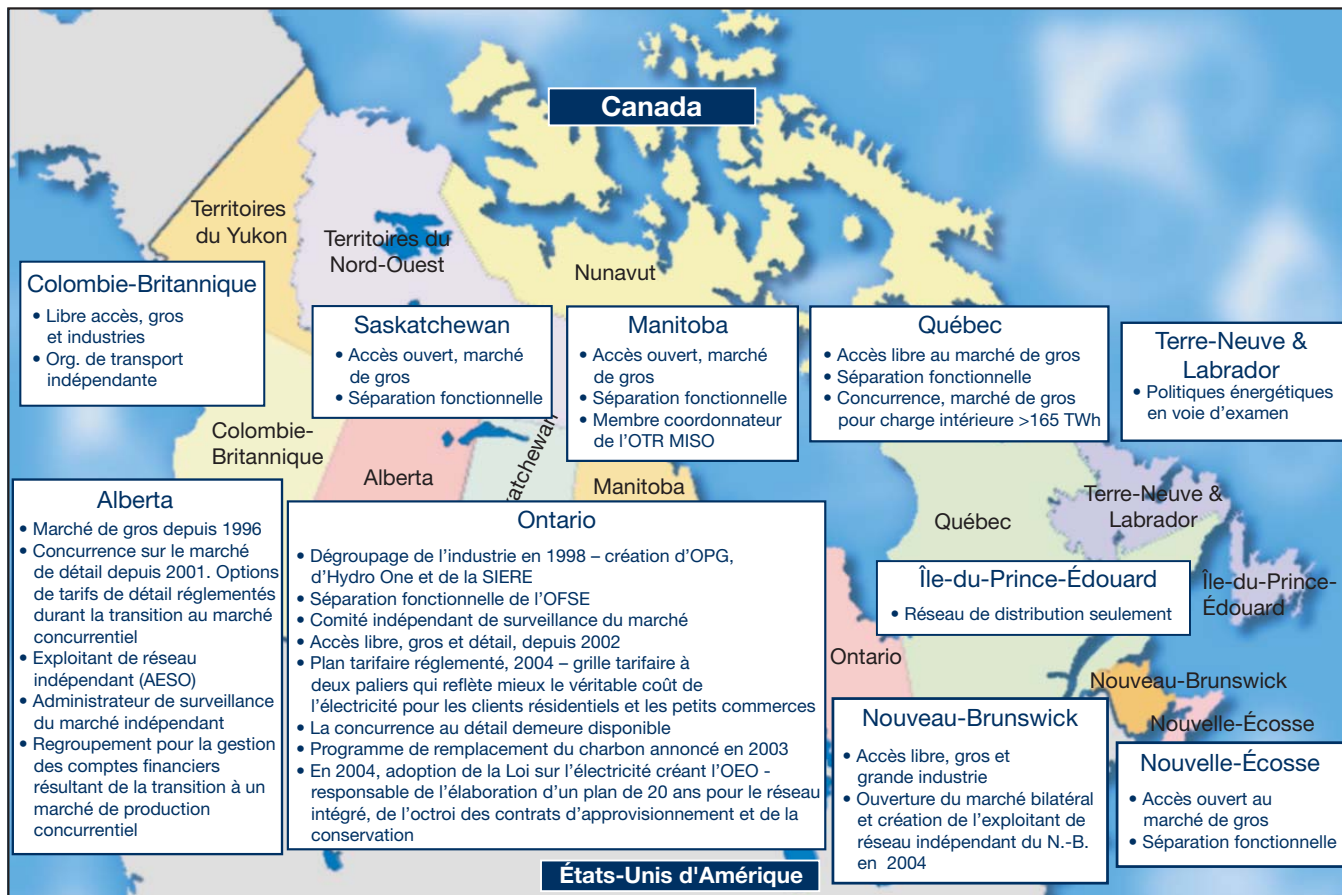 Canada
Territoires
du Yukon
Territoires du
Nord-Ouest
Nunavut
Colombie-Britannique
• Libre accès, gros
et industries
• Org. de transport
indépendante
Saskatchewan
• Accès ouvert, marché
de gros
• Séparation fonctionnelle
Manitoba
• Accès ouvert, marché
de gros
• Séparation fonctionnelle
• Membre coordonnateur
de l'OTR MISO
Québec
• Accès libre au marché de gros
• Séparation fonctionnelle
• Concurrence, marché de gros
pour charge intérieure >165 TWh
Terre-Neuve &
Labrador
• Politiques énergétiques
en voie d'examen
Colombie-
Britannique
Alberta
atchewan
Manitoba
Québec
Terre-Neuve &
Labrador
Île-du-Prince-
Édouard
Alberta
• Marché de gros depuis 1996
• Concurrence sur le marché
de détail depuis 2001. Options
de tarifs de détail réglementés
durant la transition au marché
concurrentiel
• Exploitant de réseau
indépendant (AESO)
• Administrateur de surveillance
du marché indépendant
• Regroupement pour la gestion
des comptes financiers
résultant de la transition à un
marché de production
concurrentiel
Ontario
• Dégroupage de l'industrie en 1998 – création d'OPG,
d'Hydro One et de la SIERE
• Séparation fonctionnelle de l'OFSE
• Comité indépendant de surveillance du marché
• Accès libre, gros et détail, depuis 2002
• Plan tarifaire réglementé, 2004 – grille tarifaire à
deux paliers qui reflète mieux le véritable coût de
l'électricité pour les clients résidentiels et les petits commerces
• La concurrence au détail demeure disponible
• Programme de remplacement du charbon annoncé en 2003
• En 2004, adoption de la Loi sur l'électricité créant l'OEO -
responsable de l'élaboration d'un plan de 20 ans pour le réseau
intégré, de l'octroi des contrats d'approvisionnement et de la
conservation
Île-du-Prince-Édouard
• Réseau de distribution seulement
Ontario
Nouveau-Brunswick
Nouvelle-Écosse
Nouveau-Brunswick
• Accès libre, gros et
grande industrie
• Ouverture du marché bilatéral
et création de l'exploitant de
réseau indépendant du N.-B.
en 2004
Nouvelle-Écosse
• Accès ouvert au
marché de gros
• Séparation fonctionnelle
États-Unis d'Amérique